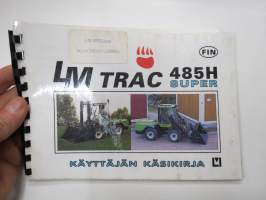 FIN
LM TRAC 485H
SUPER
KÄYTTÄJÄN KÄSIKIRJA